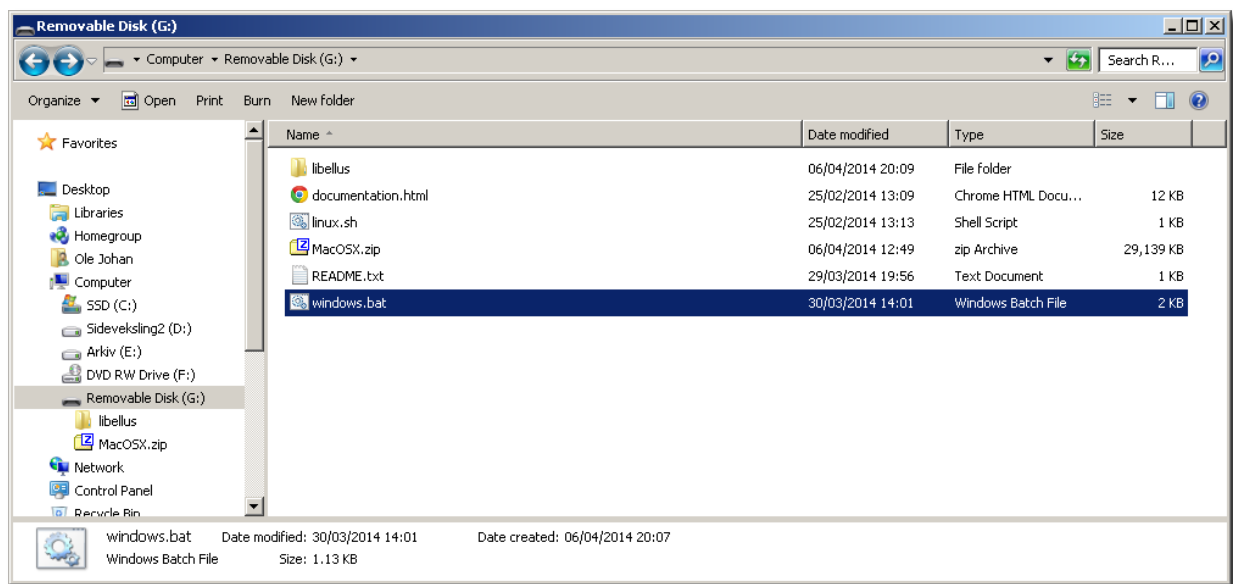 Removable Disk (G:)
Computer Removable Disk (G:) Search R...
Organize Open Print Burn New folder
Favorites
Desktop
Libraries
Homegroup
Ole Johan
Computer
SSD (C:)
Sideveksling2 (D:)
Arkiv (E:)
DVD RW Drive (F:)
Removable Disk (G:)
libellus
MacOSX.zip
Network
Control Panel
Recycle Bin
Name Date modified Type Size
libellus 06/04/2014 20:09 File folder
documentation.html 25/02/2014 13:09 Chrome HTML Docu... 12 KB
linux.sh 25/02/2014 13:13 Shell Script 1 KB
MacOSX.zip 06/04/2014 12:49 zip Archive 29,139 KB
README.txt 29/03/2014 19:56 Text Document 1 KB
windows.bat 30/03/2014 14:01 Windows Batch File 2 KB
windows.bat Date modified: 30/03/2014 14:01 Date created: 06/04/2014 20:07
Windows Batch File Size: 1.13 KB